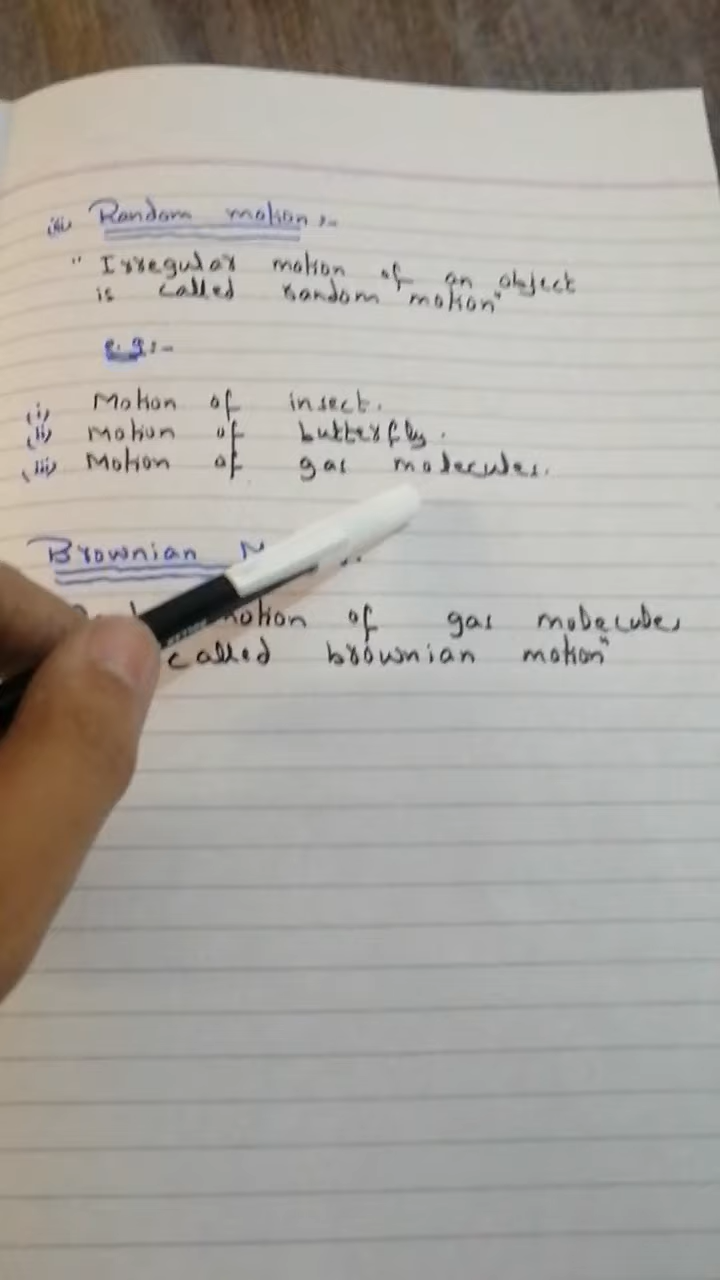 (iii) Random motion :-
" Irregular motion of an object
is called random motion"
e.g :-
(i) Motion of insect.
(ii) Motion of butterfly.
(iii) Motion of gas molecules.
Brownian
motion of gas molecules
called brownian motion"